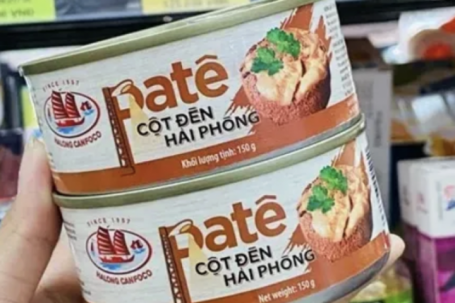 SINCE 1957
HALONG CANFOCO
Patê
CỘT ĐÈN
HẢI PHÒNG
Khối lượng tịnh: 150 g
SINCE 1957
HALONG CANFOCO
Patê
CỘT ĐÈN
HẢI PHÒNG
Net weight: 150 g